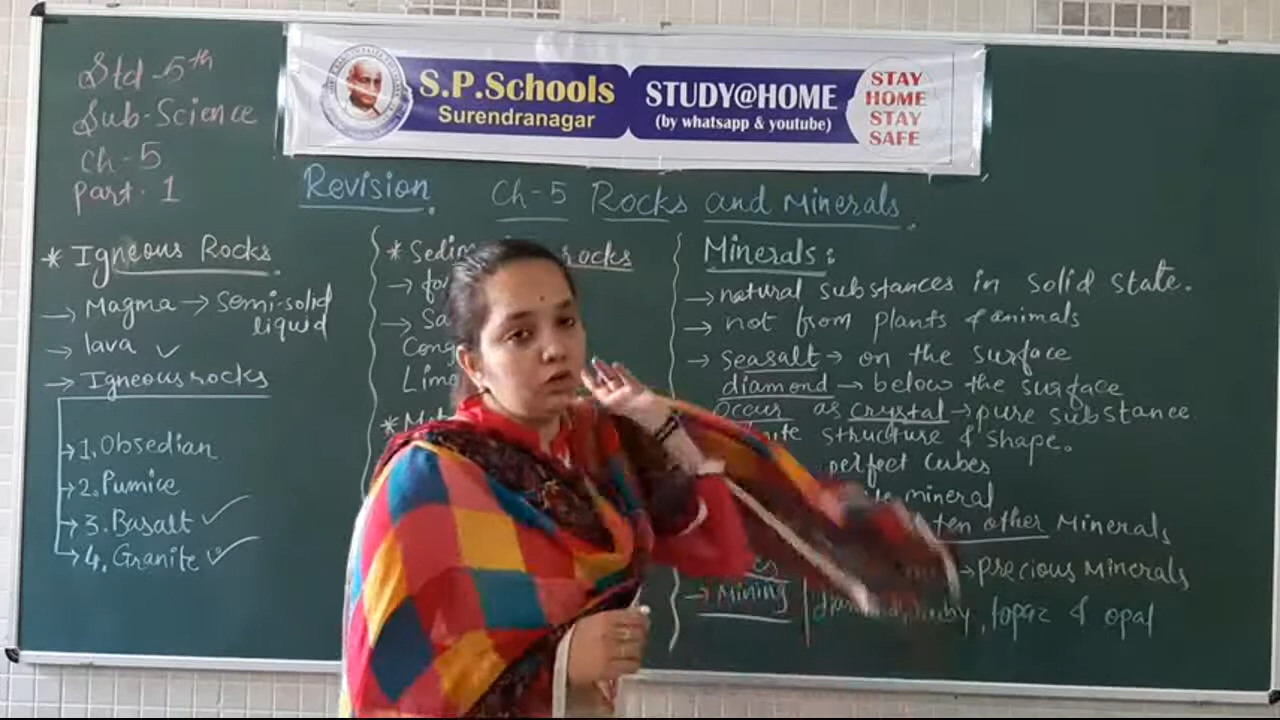 Std-5th
Sub-Science
Ch-5
part-1
S.P.Schools
Surendranagar
STUDY@HOME
(by whatsapp & youtube)
STAY
HOME
STAY
SAFE
Revision.
Ch-5 Rocks and Minerals.
* Igneous Rocks.
→ Magma → Semi-solid
liquid
→ lava ✓
→ Igneous rocks
→ 1. Obsedian
→ 2. Pumice
→ 3. Basalt ✓
→ 4. Granite ✓
* rocks
→
→
*
Minerals:
→ natural substances in solid state.
→ not from plants & animals
→ seasalt → on the surface
diamond → below the surface
Occur as crystal → pure substance
structure & shape.
perfect cubes
mineral
ten other Minerals
→ precious Minerals
→ Mining
topaz & opal